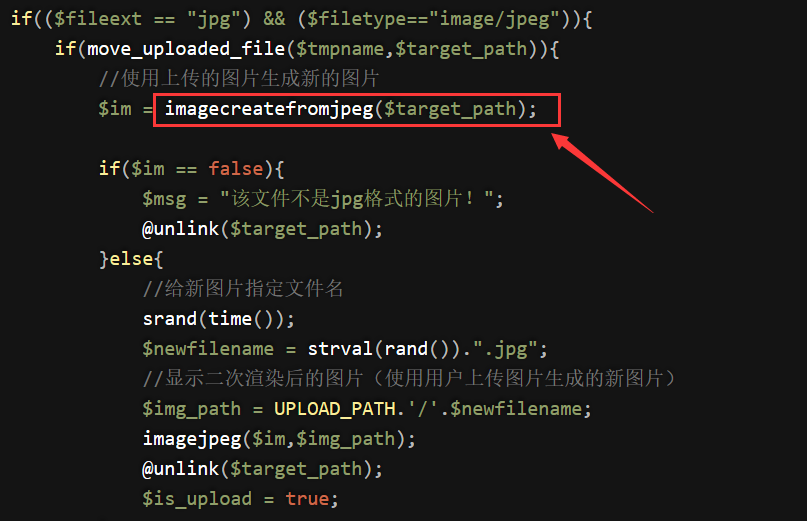 if(($fileext == "jpg") && ($filetype=="image/jpeg")){
if(move_uploaded_file($tmpname,$target_path)){
//使用上传的图片生成新的图片
$im = imagecreatefromjpeg($target_path);
if($im == false){
$msg = "该文件不是jpg格式的图片！";
@unlink($target_path);
}else{
//给新图片指定文件名
srand(time());
$newfilename = strval(rand()).".jpg";
//显示二次渲染后的图片（使用用户上传图片生成的新图片）
$img_path = UPLOAD_PATH.'/'.$newfilename;
imagejpeg($im,$img_path);
@unlink($target_path);
$is_upload = true;